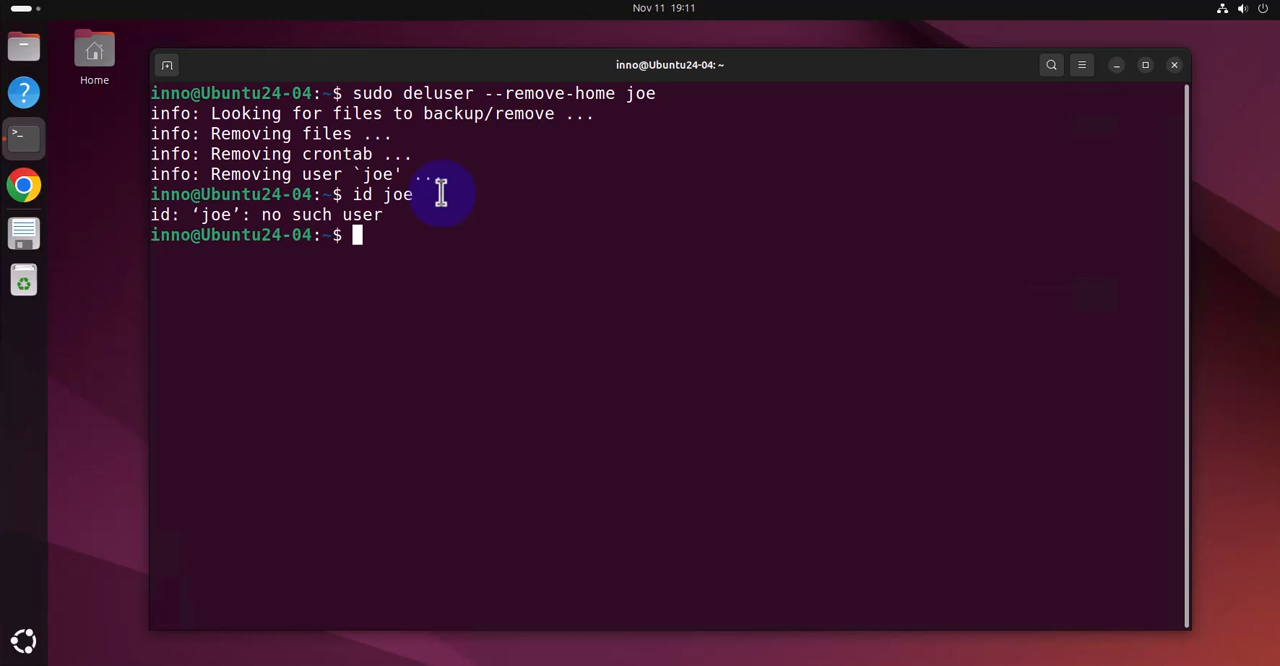 Nov 11 19:11
Home
inno@Ubuntu24-04: ~
inno@Ubuntu24-04:~$ sudo deluser --remove-home joe
info: Looking for files to backup/remove ...
info: Removing files ...
info: Removing crontab ...
info: Removing user `joe' ...
inno@Ubuntu24-04:~$ id joe
id: ‘joe’: no such user
inno@Ubuntu24-04:~$